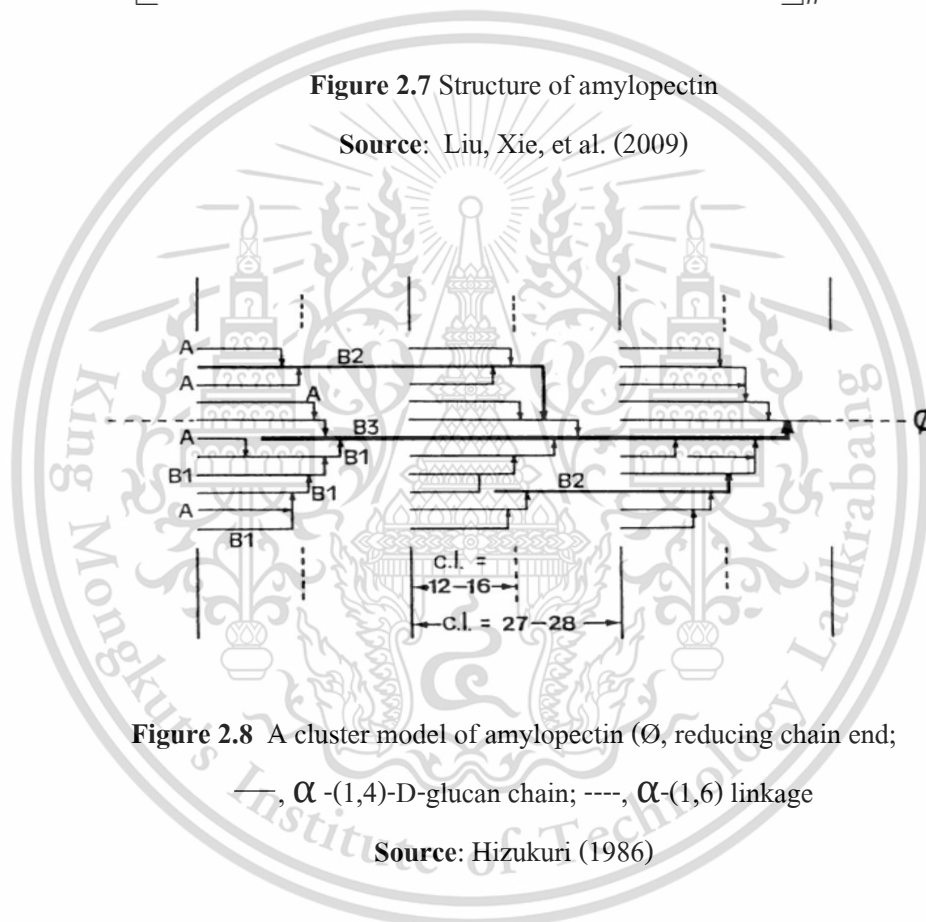 n
Figure 2.7 Structure of amylopectin
Source: Liu, Xie, et al. (2009)
A
B2
A
A
Ø
B3
A
B1
B1
B2
B1
A
B1
c.l. =
12–16
c.l. = 27–28
King Mongkut's Institute of Technology Ladkrabang
Figure 2.8 A cluster model of amylopectin (Ø, reducing chain end;
—, α -(1,4)-D-glucan chain; ----, α-(1,6) linkage
Source: Hizukuri (1986)